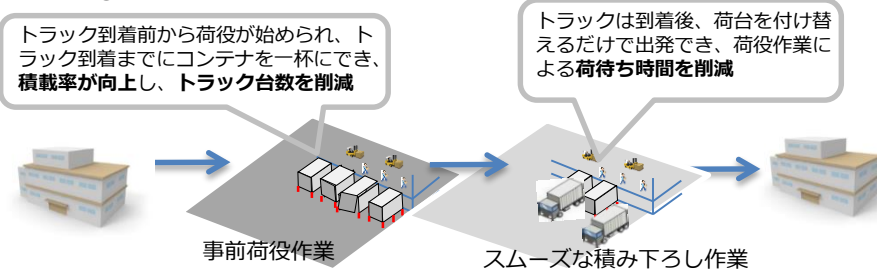 トラック到着前から荷役が始められ、ト
ラック到着までにコンテナを一杯にでき、
積載率が向上し、トラック台数を削減
トラックは到着後、荷台を付け替
えるだけで出発でき、荷役作業に
よる荷待ち時間を削減
事前荷役作業
スムーズな積み下ろし作業